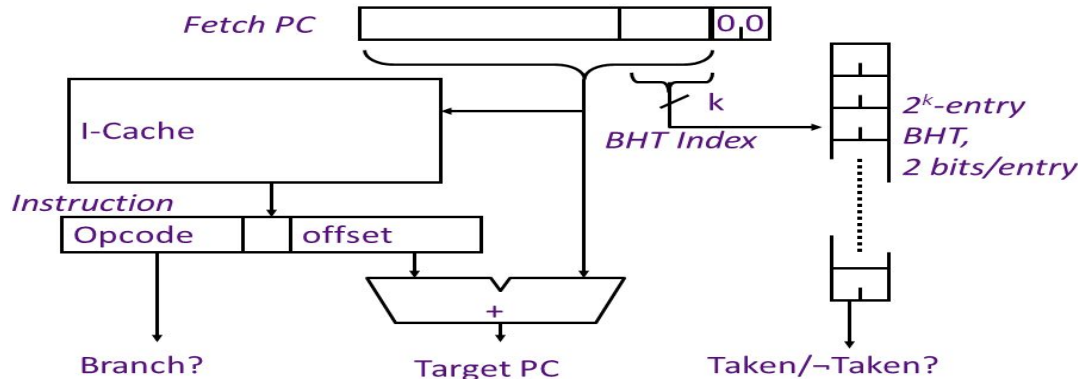 Fetch PC
0 0
k
I-Cache
BHT Index
2ᵏ-entry
BHT,
2 bits/entry
Instruction
Opcode
offset
+
Branch?
Target PC
Taken/¬Taken?